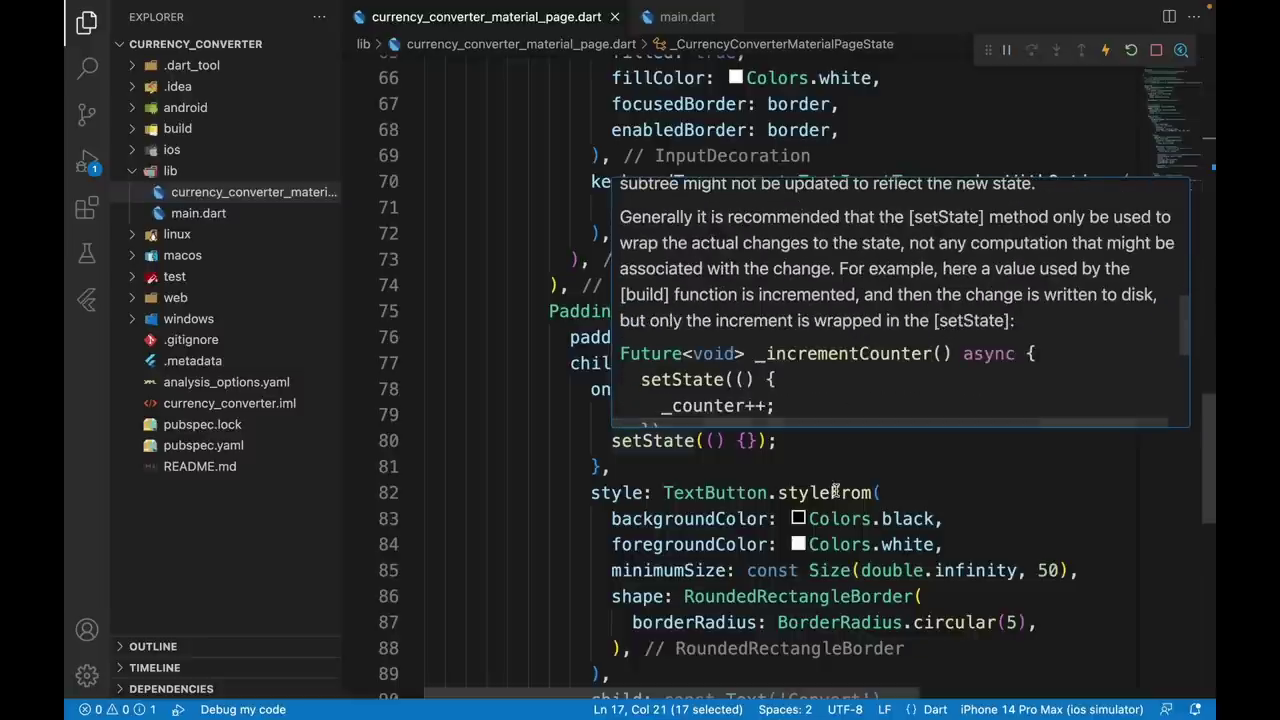 EXPLORER
CURRENCY_CONVERTER
.dart_tool
.idea
android
build
ios
lib
currency_converter_materi...
main.dart
linux
macos
test
web
windows
.gitignore
.metadata
analysis_options.yaml
currency_converter.iml
pubspec.lock
pubspec.yaml
README.md
OUTLINE
TIMELINE
DEPENDENCIES
1
currency_converter_material_page.dart main.dart
lib > currency_converter_material_page.dart > _CurrencyConverterMaterialPageState
66 fillColor: Colors.white,
67 focusedBorder: border,
68 enabledBorder: border,
69 ), // InputDecoration
70 ke
71
72 ),
73 ), /
74 ), //
75 Paddin
76 padd
77 chil
78 on
79
subtree might not be updated to reflect the new state.
Generally it is recommended that the [setState] method only be used to
wrap the actual changes to the state, not any computation that might be
associated with the change. For example, here a value used by the
[build] function is incremented, and then the change is written to disk,
but only the increment is wrapped in the [setState]:
Future<void> _incrementCounter() async {
setState(() {
_counter++;
80 setState(() {});
81 },
82 style: TextButton.styleFrom(
83 backgroundColor: Colors.black,
84 foregroundColor: Colors.white,
85 minimumSize: const Size(double.infinity, 50),
86 shape: RoundedRectangleBorder(
87 borderRadius: BorderRadius.circular(5),
88 ), // RoundedRectangleBorder
89 ),
90 child: const Text('Convert')
0 0 1 Debug my code Ln 17, Col 21 (17 selected) Spaces: 2 UTF-8 LF {} Dart iPhone 14 Pro Max (ios simulator)